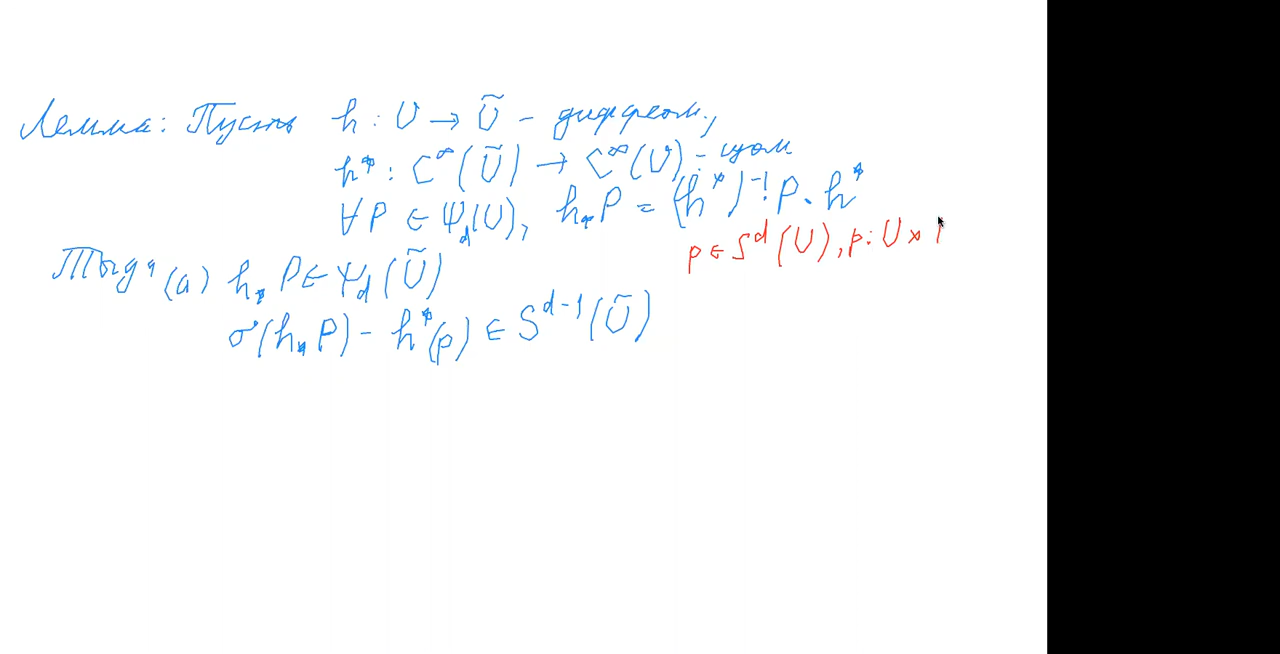 Лемма: Пусть h : U → Ũ – диффеом.,
h* : C^∞(Ũ) → C^∞(U) – изом
∀P ∈ Ψ_d(U), h_*P = (h*)^{-1} · P · h*
p ∈ S^d(U), p : U ×
Тогда (a) h_*P ∈ Ψ_d(Ũ)
σ(h_*P) – h*(p) ∈ S^{d-1}(Ũ)